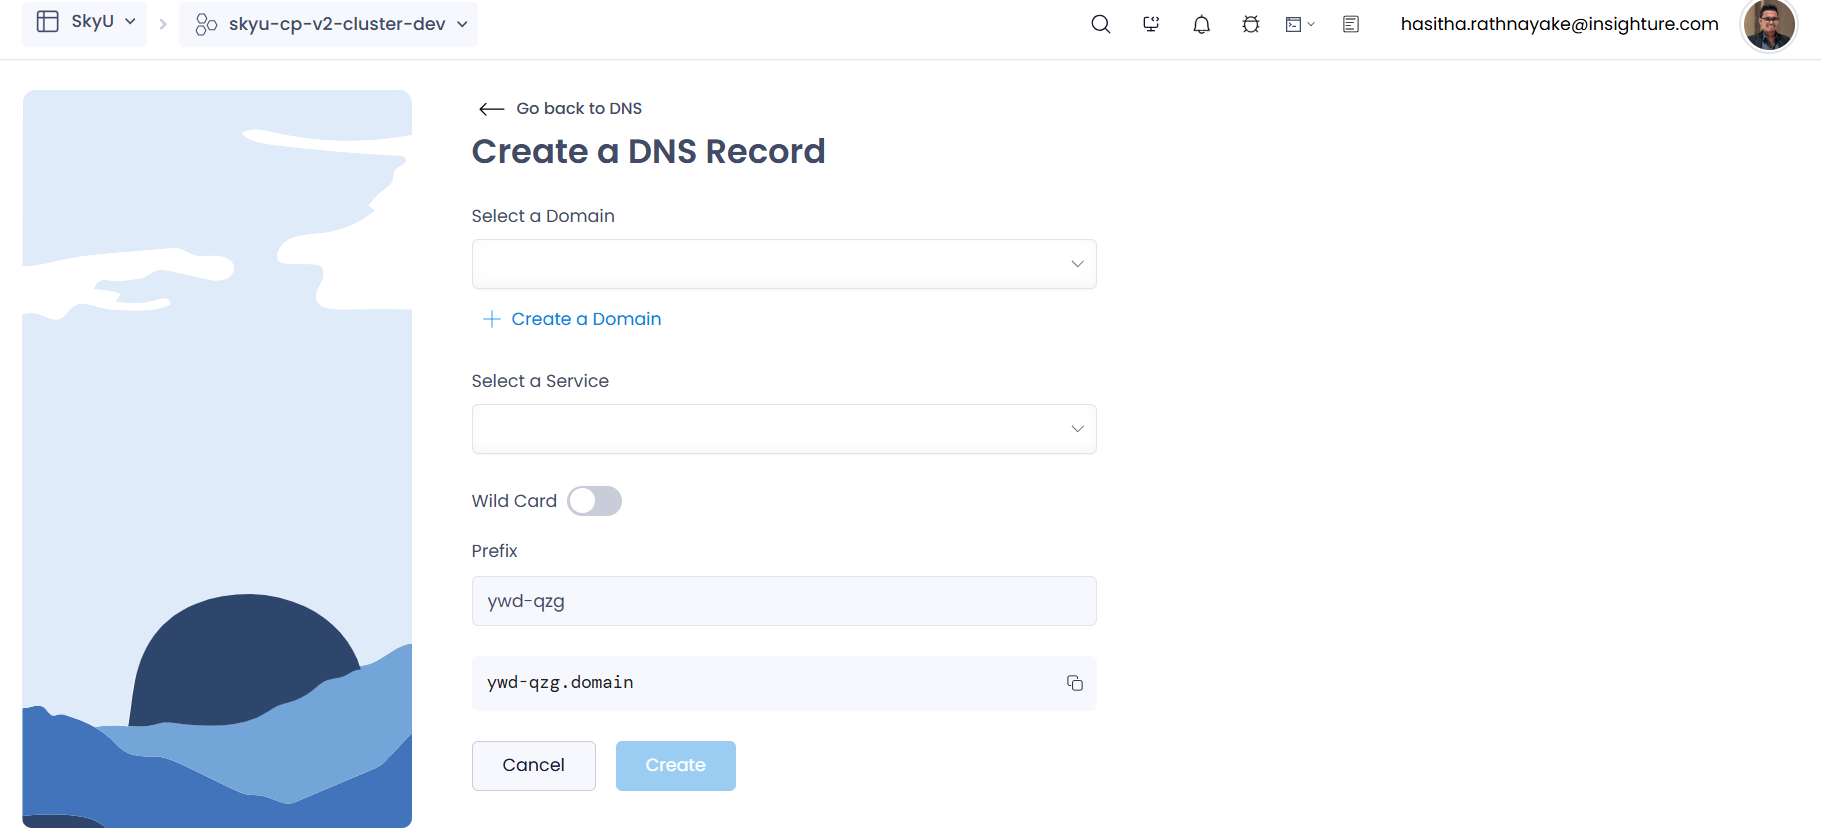 SkyU
skyu-cp-v2-cluster-dev
hasitha.rathnayake@insighture.com
Go back to DNS
Create a DNS Record
Select a Domain
Create a Domain
Select a Service
Wild Card
Prefix
ywd-qzg
ywd-qzg.domain
Cancel
Create